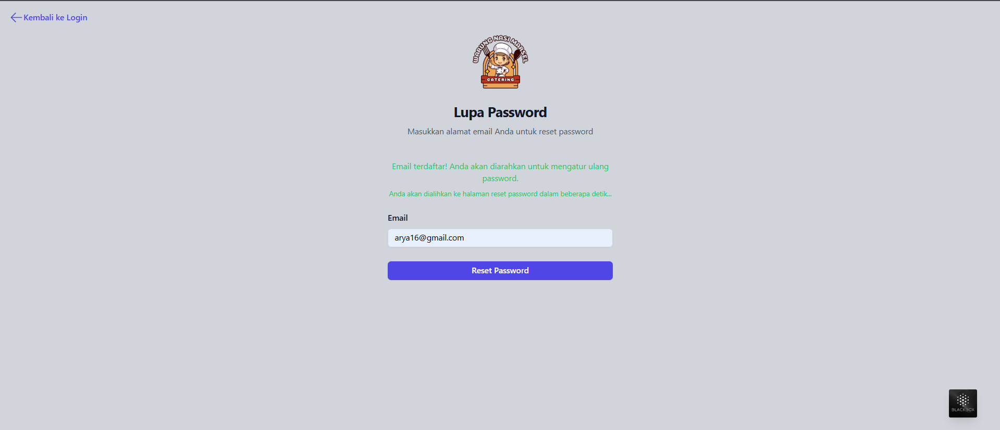 Kembali ke Login
WARUNG NASI MARSEL
CATERING
Lupa Password
Masukkan alamat email Anda untuk reset password
Email terdaftar! Anda akan diarahkan untuk mengatur ulang
password.
Anda akan dialihkan ke halaman reset password dalam beberapa detik...
Email
arya16@gmail.com
Reset Password
BLACKBOX